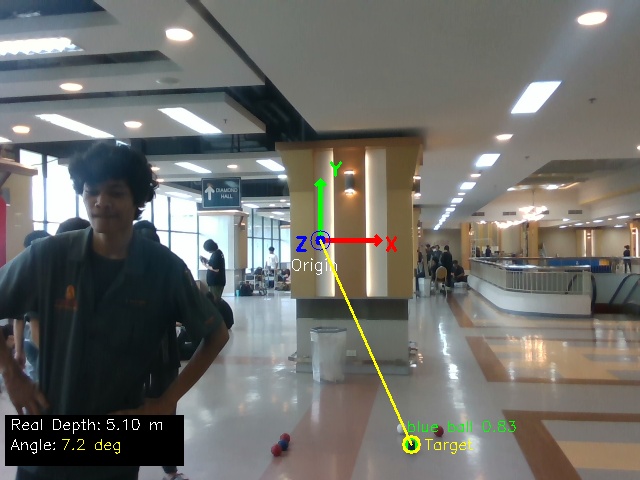 DIAMOND
HALL
Y
Z
X
Origin
blue ball 0.83
Target
Real Depth: 5.10 m
Angle: 7.2 deg